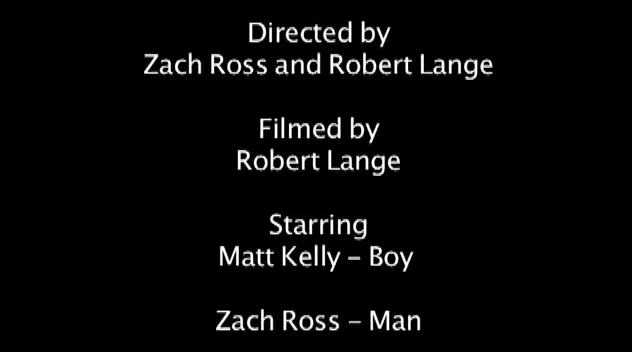 Directed by
Zach Ross and Robert Lange
Filmed by
Robert Lange
Starring
Matt Kelly – Boy
Zach Ross – Man